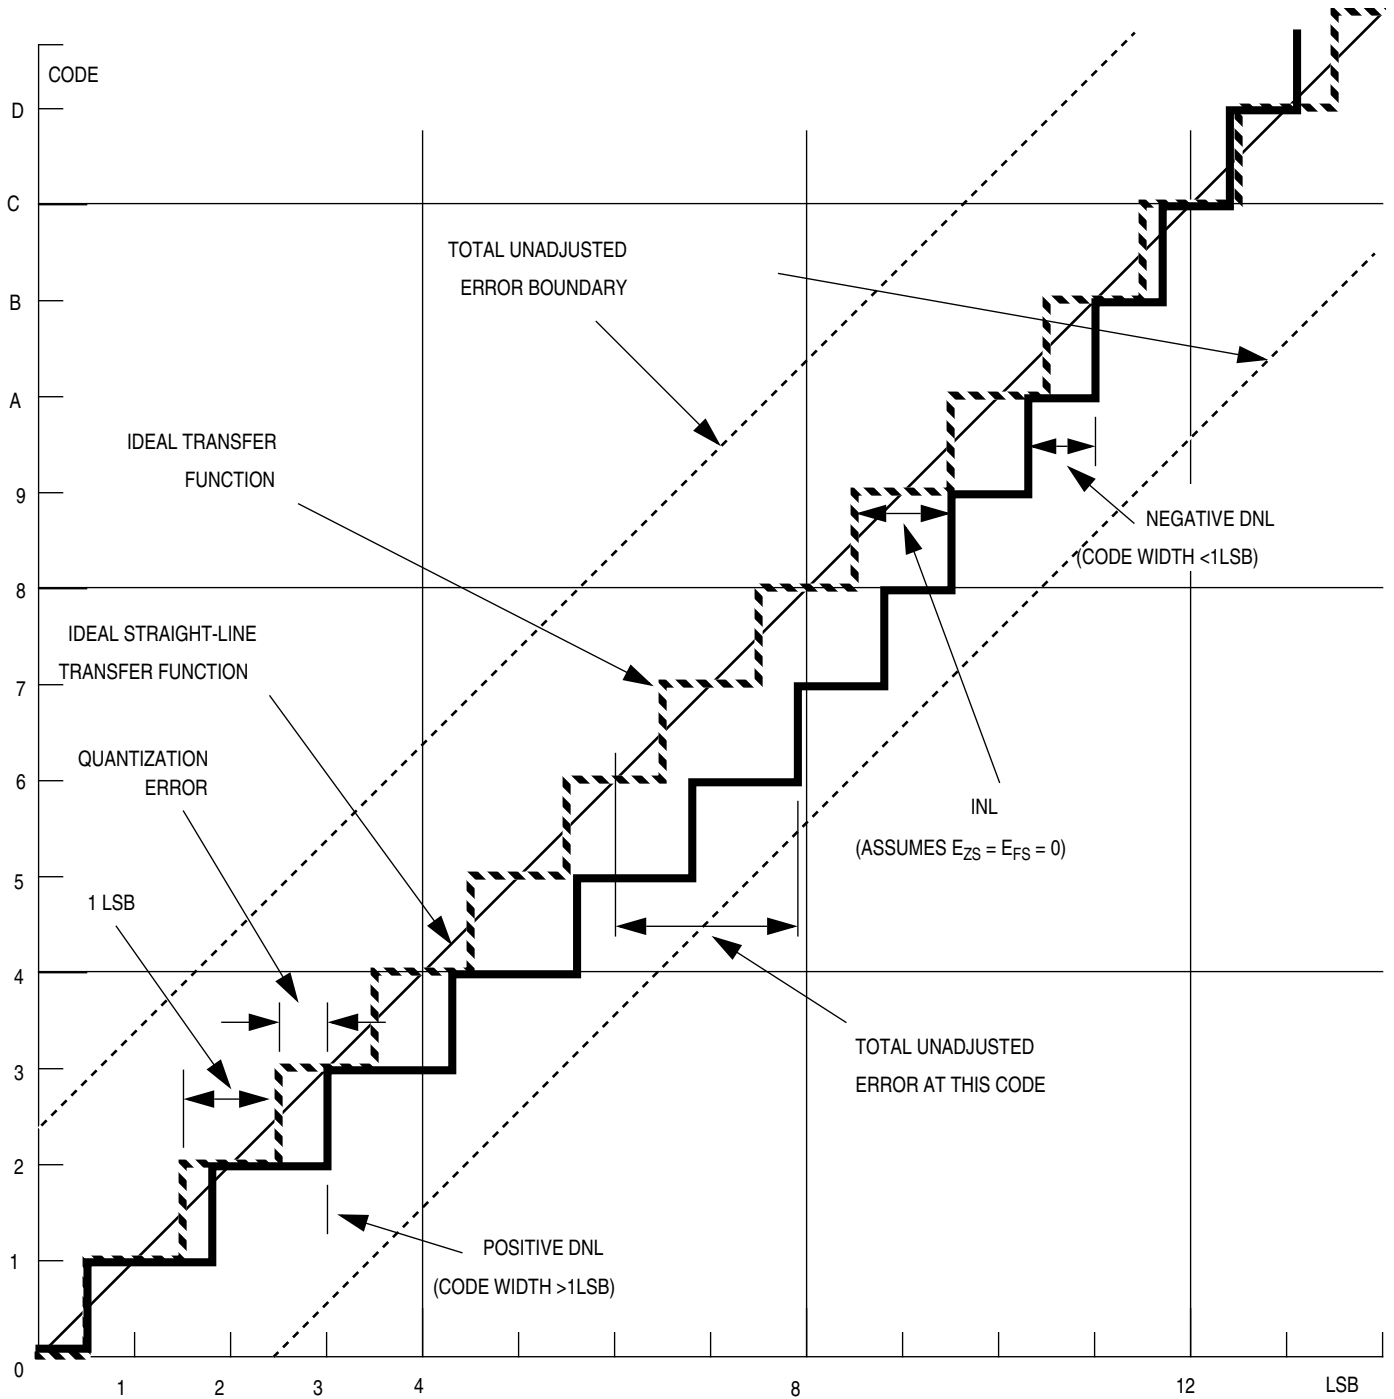 CODE
D
C
B
A
9
8
7
6
5
4
3
2
1
0
TOTAL UNADJUSTED
ERROR BOUNDARY
IDEAL TRANSFER
FUNCTION
IDEAL STRAIGHT-LINE
TRANSFER FUNCTION
QUANTIZATION
ERROR
1 LSB
NEGATIVE DNL
(CODE WIDTH <1LSB)
INL
(ASSUMES EZS = EFS = 0)
TOTAL UNADJUSTED
ERROR AT THIS CODE
POSITIVE DNL
(CODE WIDTH >1LSB)
1 2 3 4 8 12 LSB